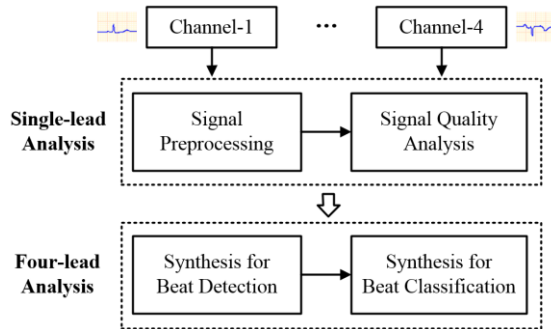 Channel-1 ... Channel-4
Single-lead
Analysis
Signal
Preprocessing
Signal Quality
Analysis
Four-lead
Analysis
Synthesis for
Beat Detection
Synthesis for
Beat Classification